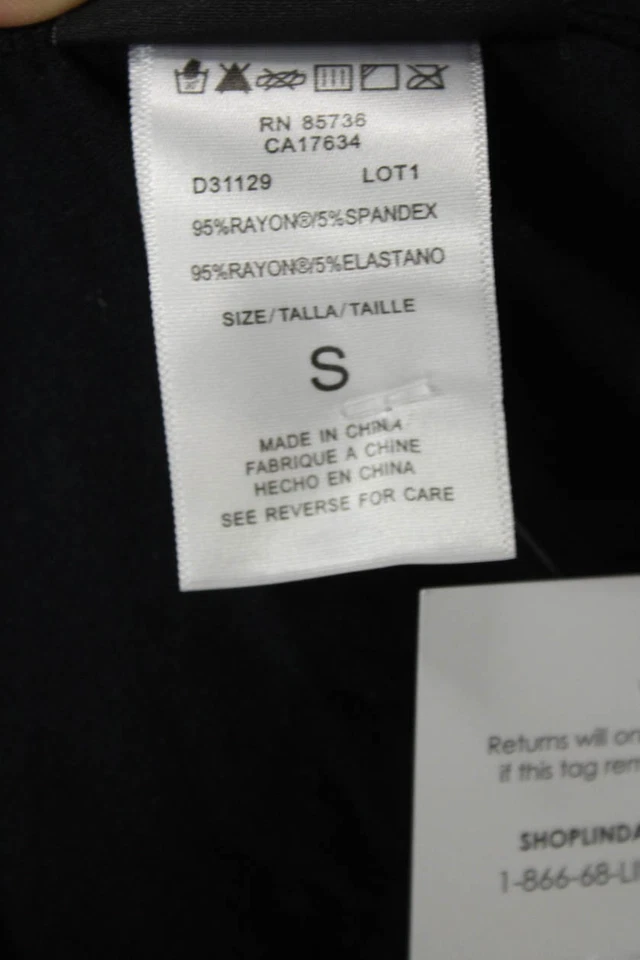 RN 85736
CA17634
D31129 LOT1
95%RAYON®/5%SPANDEX
95%RAYON®/5%ELASTANO
SIZE/TALLA/TAILLE
S
MADE IN CHINA
FABRIQUE A CHINE
HECHO EN CHINA
SEE REVERSE FOR CARE
Returns will on
if this tag rem
SHOPLINDA
1-866-68-LI